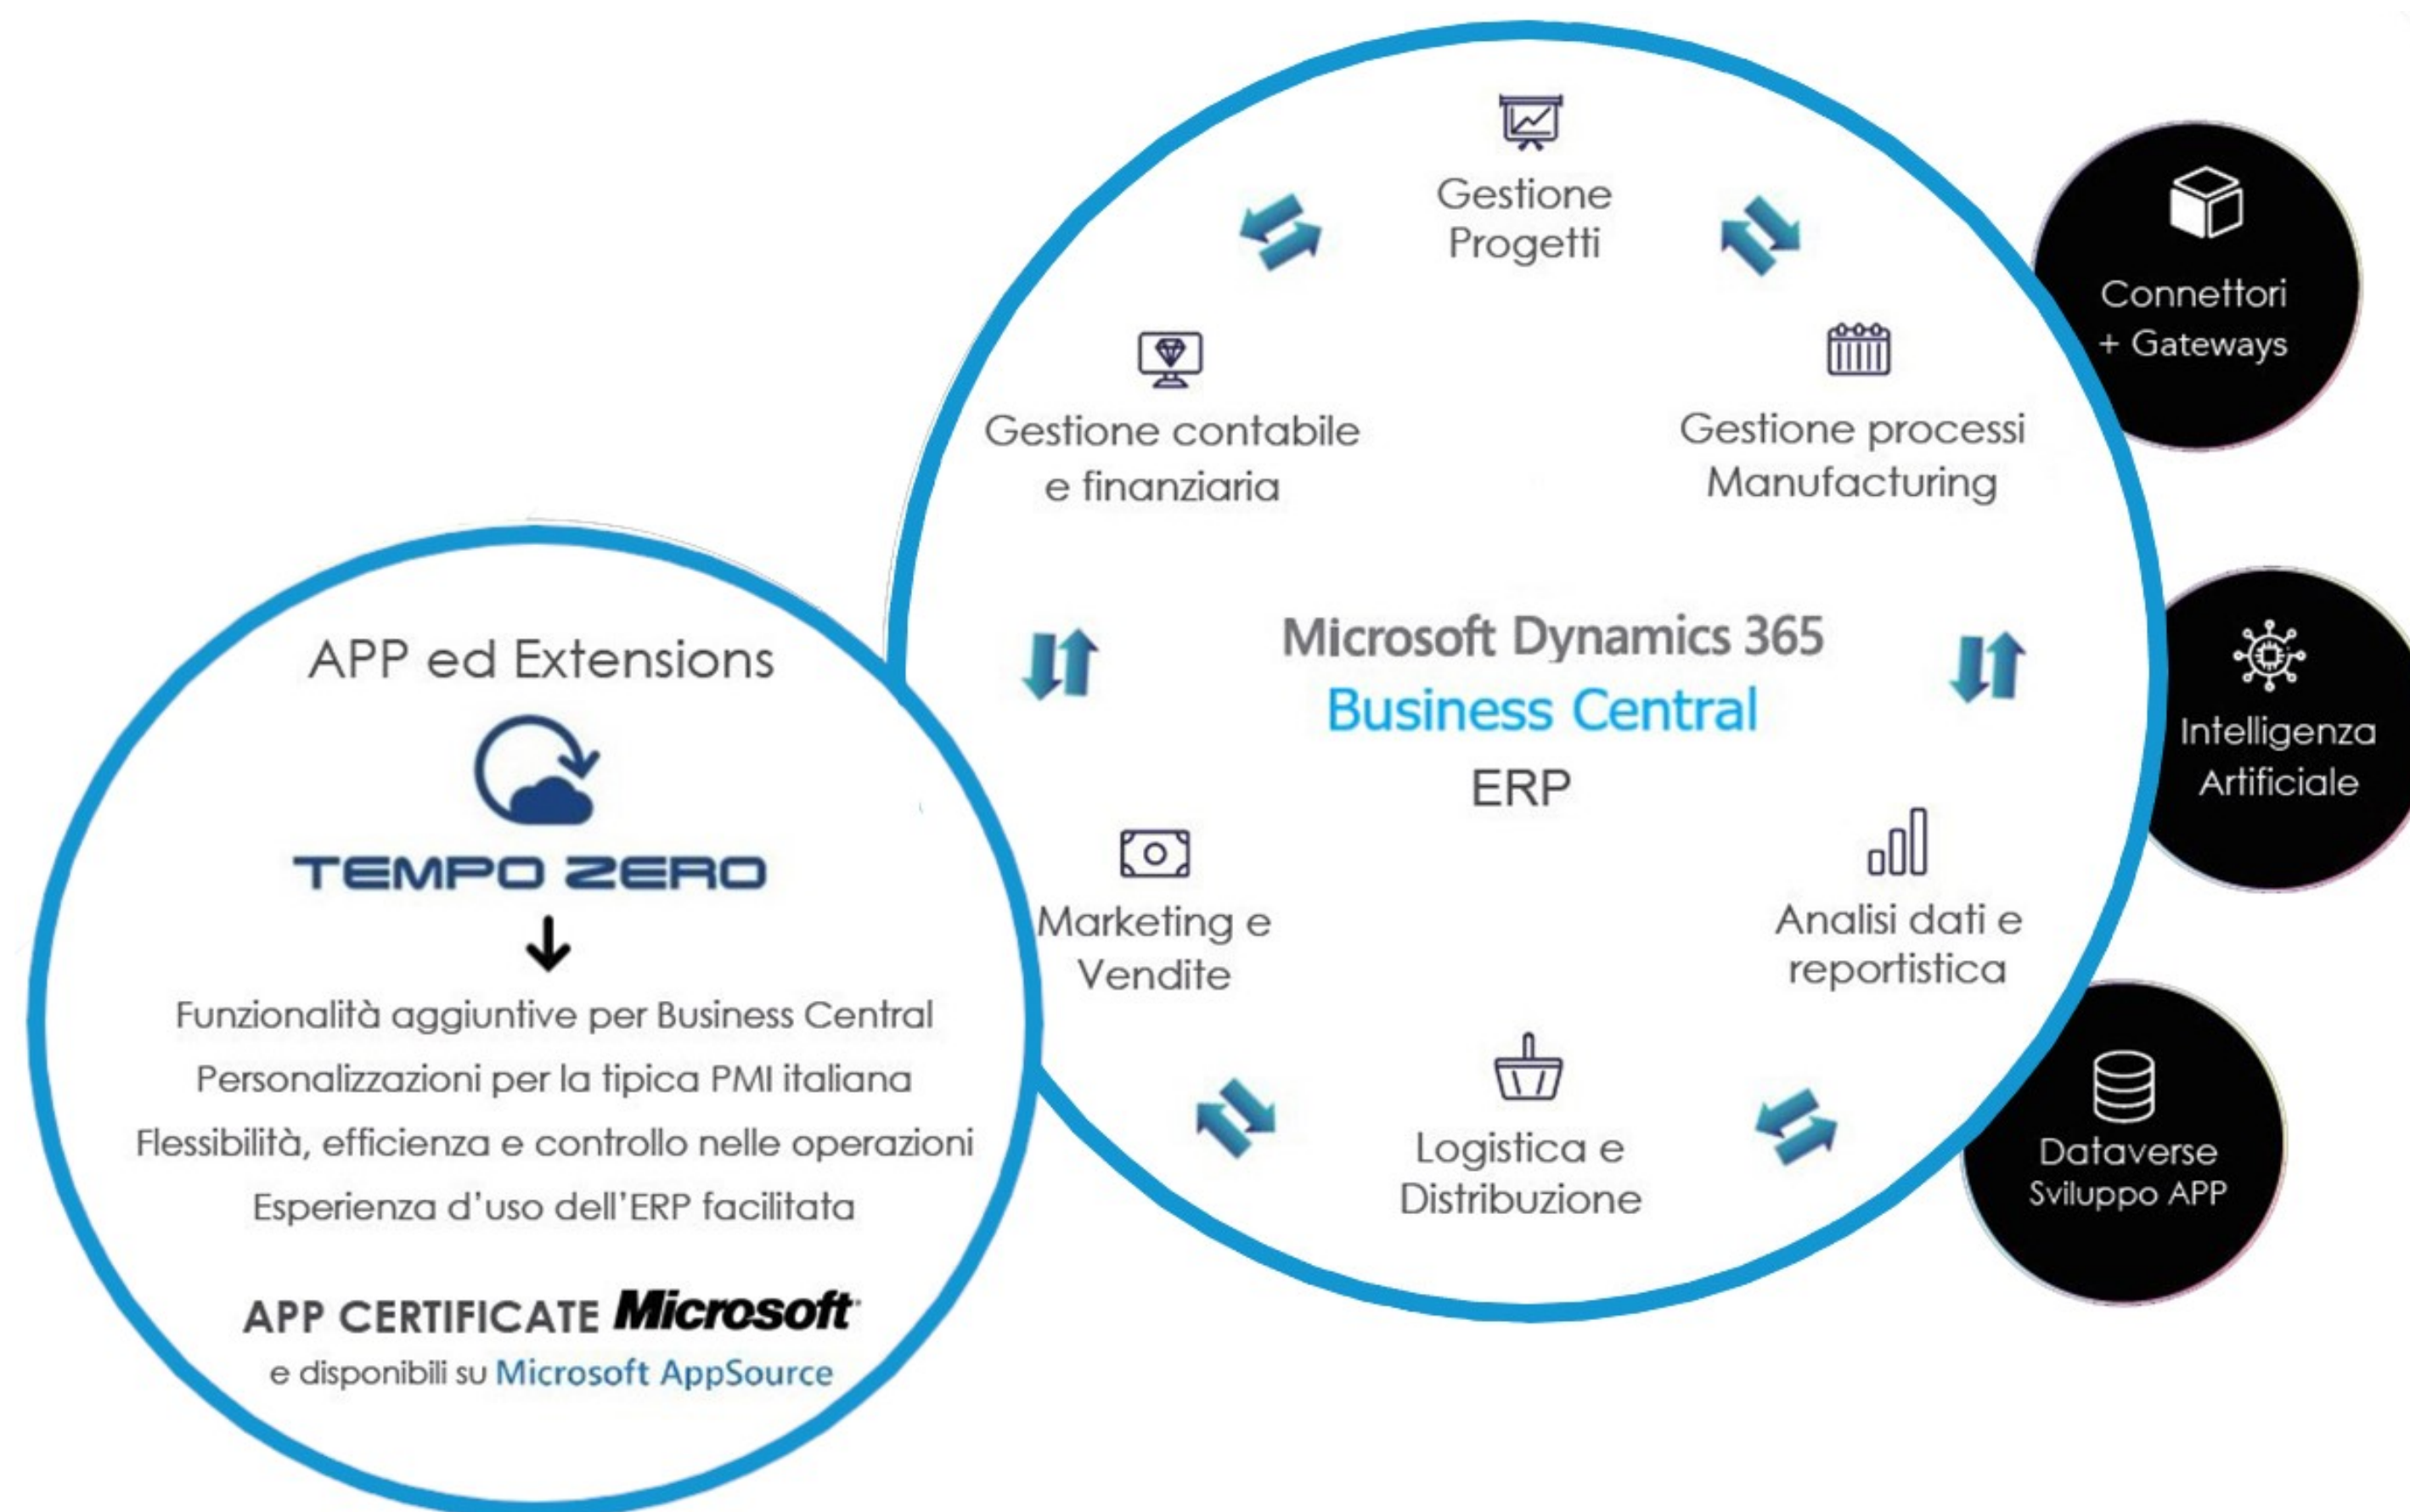 Gestione
Progetti
Connettori
+ Gateways
Gestione contabile
e finanziaria
Gestione processi
Manufacturing
Microsoft Dynamics 365
Business Central
ERP
Intelligenza
Artificiale
Marketing e
Vendite
Analisi dati e
reportistica
Logistica e
Distribuzione
Dataverse
Sviluppo APP
APP ed Extensions
TEMPO ZERO
Funzionalità aggiuntive per Business Central
Personalizzazioni per la tipica PMI italiana
Flessibilità, efficienza e controllo nelle operazioni
Esperienza d'uso dell'ERP facilitata
APP CERTIFICATE Microsoft
e disponibili su Microsoft AppSource